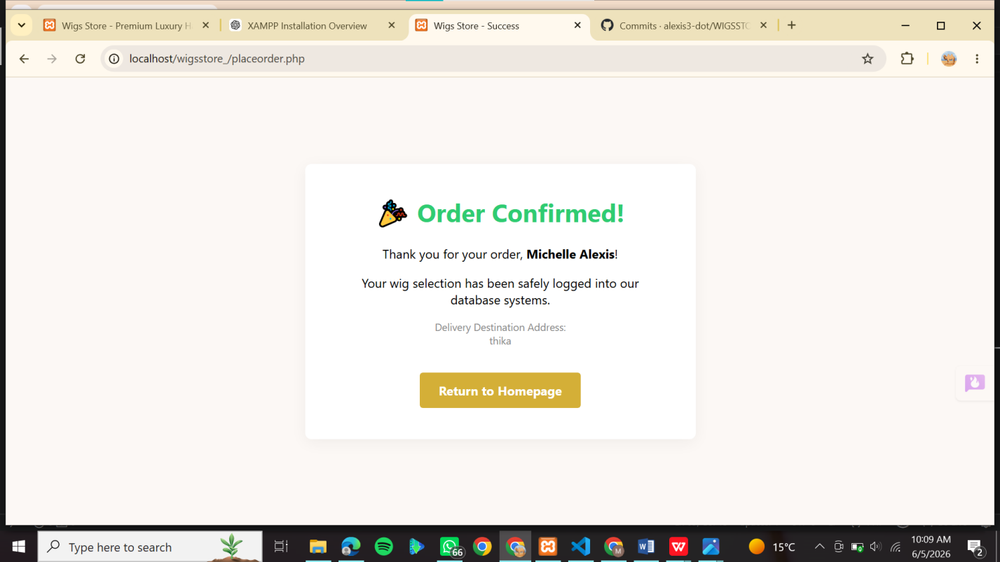 Wigs Store - Premium Luxury H
XAMPP Installation Overview
Wigs Store - Success
Commits · alexis3-dot/WIGSSTO
localhost/wigsstore_/placeorder.php
Order Confirmed!
Thank you for your order, Michelle Alexis!
Your wig selection has been safely logged into our
database systems.
Delivery Destination Address:
thika
Return to Homepage
Type here to search
66
M
W
15°C
10:09 AM
6/5/2026
2